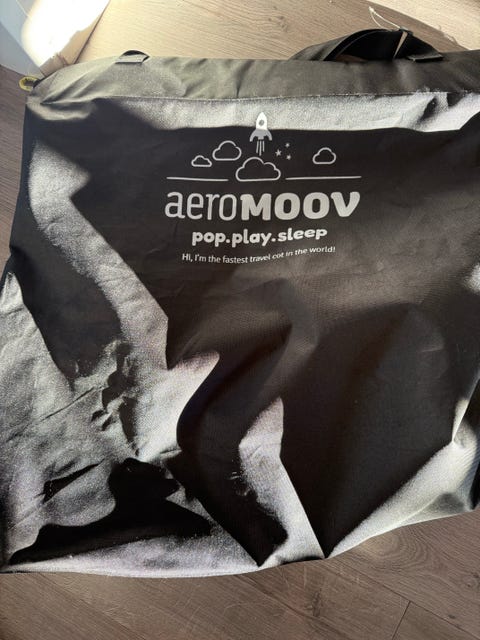 aeroMOOV
pop.play.sleep
Hi, I'm the fastest travel cot in the world!